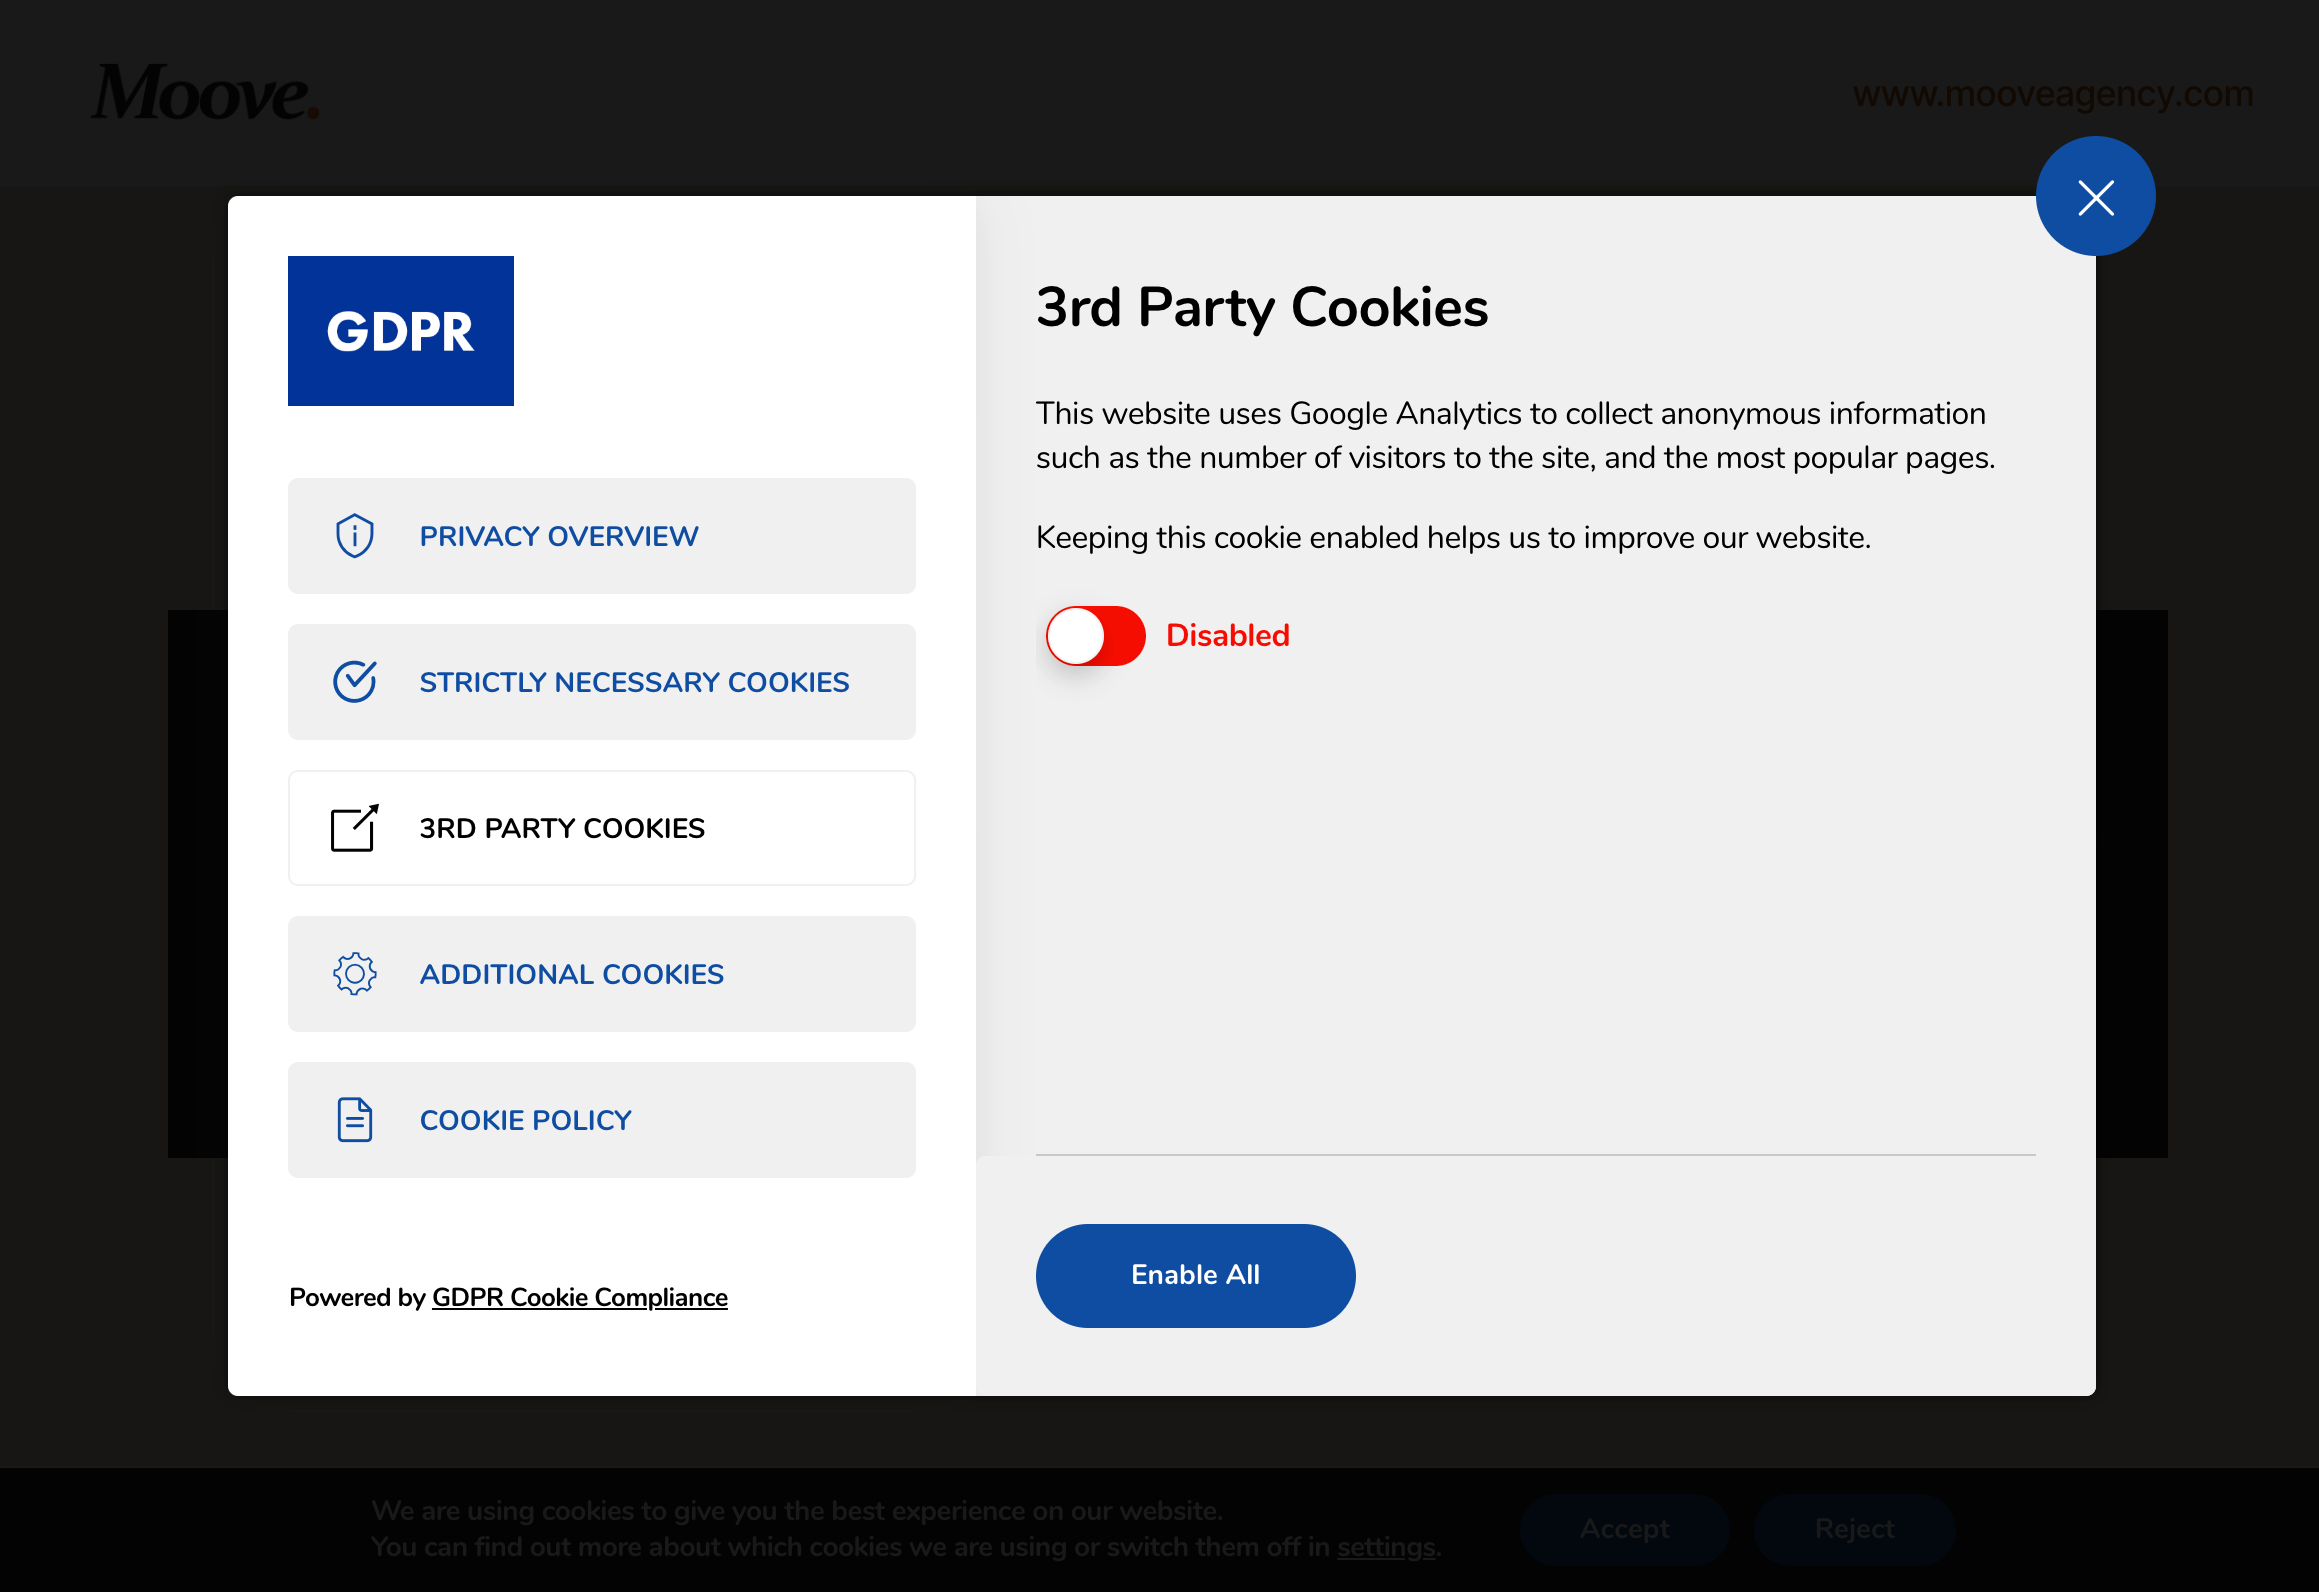 Moove.
www.mooveagency.com
GDPR
PRIVACY OVERVIEW
STRICTLY NECESSARY COOKIES
3RD PARTY COOKIES
ADDITIONAL COOKIES
COOKIE POLICY
Powered by GDPR Cookie Compliance
3rd Party Cookies
This website uses Google Analytics to collect anonymous information
such as the number of visitors to the site, and the most popular pages.
Keeping this cookie enabled helps us to improve our website.
Disabled
Enable All
We are using cookies to give you the best experience on our website.
You can find out more about which cookies we are using or switch them off in settings.
Accept
Reject